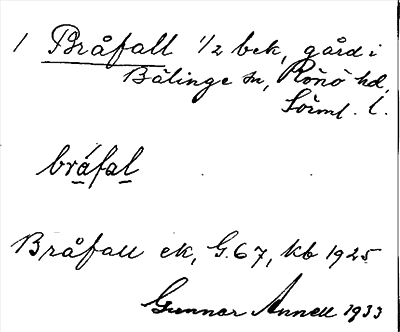 1 Bråfall 1/2 bek, gård i
Bälinge sn, Rönö hd,
Sörml. l.
bråfal
Bråfall ek, G.67, kb 1925
Gunnar Annell 1933